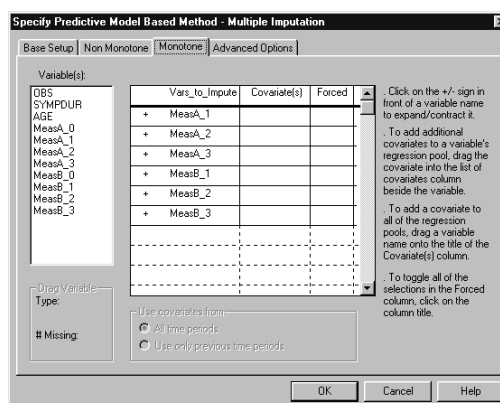 Specify Predictive Model Based Method - Multiple Imputation
Base Setup Non Monotone Monotone Advanced Options
Variable(s):
OBS
SYMPDUR
AGE
MeasA_0
MeasA_1
MeasA_2
MeasA_3
MeasB_0
MeasB_1
MeasB_2
MeasB_3
Drag Variable
Type:
# Missing:
Vars_to_Impute Covariate(s) Forced
+ MeasA_1
+ MeasA_2
+ MeasA_3
+ MeasB_1
+ MeasB_2
+ MeasB_3
Use covariates from
All time periods
Use only previous time periods
. Click on the +/- sign in
front of a variable name
to expand/contract it.
. To add additional
covariates to a variable's
regression pool, drag the
covariate into the list of
covariates column
beside the variable.
. To add a covariate to
all of the regression
pools, drag a variable
name onto the title of the
Covariate(s) column.
. To toggle all of the
selections in the Forced
column, click on the
column title.
OK Cancel Help